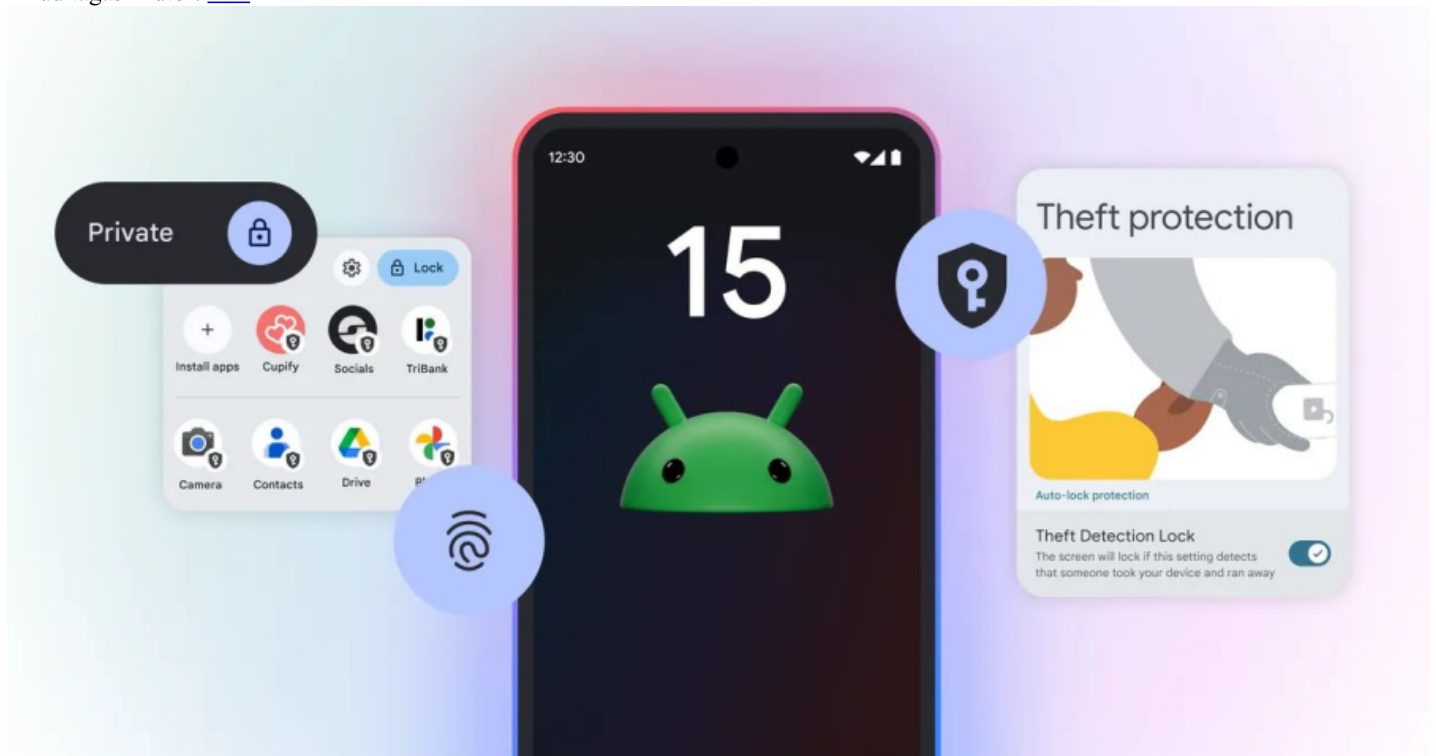 12:30
15
Private
Lock
Install apps
Cupify
Socials
TriBank
Camera
Contacts
Drive
Theft protection
Auto-lock protection
Theft Detection Lock
The screen will lock if this setting detects
that someone took your device and ran away